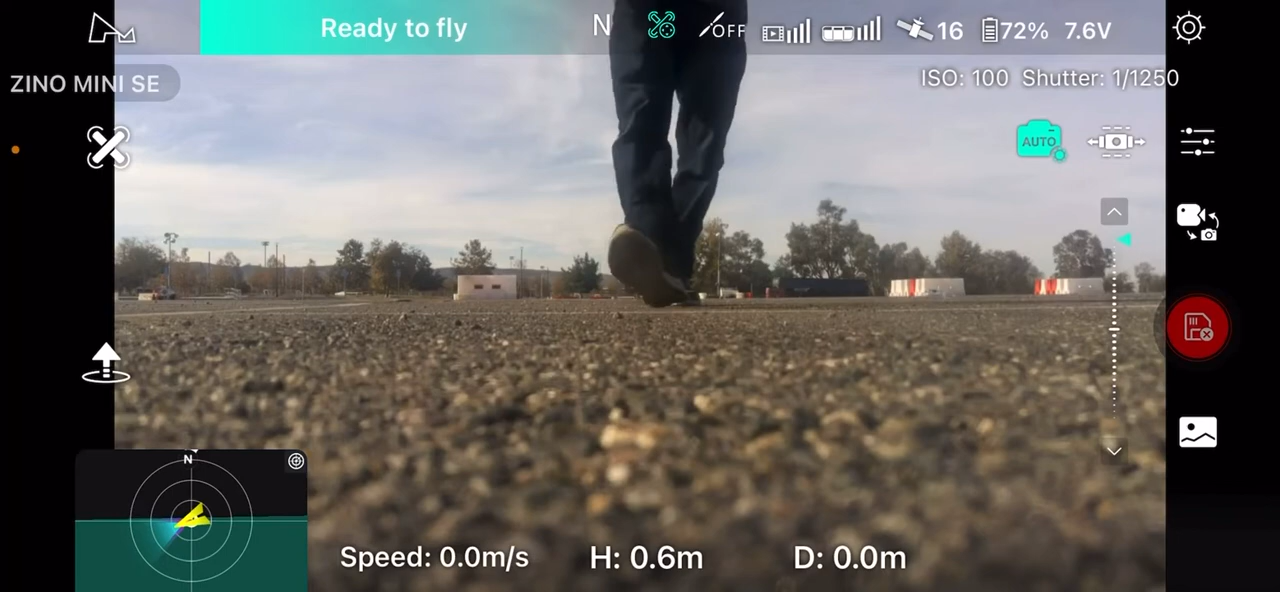 Ready to fly
N
OFF
16
72%
7.6V
ZINO MINI SE
ISO: 100 Shutter: 1/1250
AUTO
N
Speed: 0.0m/s
H: 0.6m
D: 0.0m